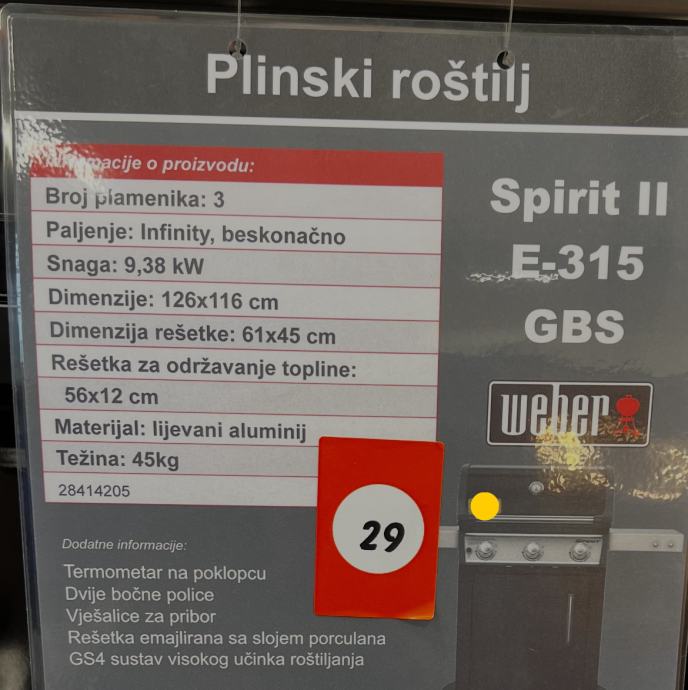 Plinski roštilj
Informacije o proizvodu:
Broj plamenika: 3
Paljenje: Infinity, beskonačno
Snaga: 9,38 kW
Dimenzije: 126x116 cm
Dimenzija rešetke: 61x45 cm
Rešetka za održavanje topline:
56x12 cm
Materijal: lijevani aluminij
Težina: 45kg
28414205
Spirit II
E-315
GBS
weber
29
Dodatne informacije:
Termometar na poklopcu
Dvije bočne police
Vješalice za pribor
Rešetka emajlirana sa slojem porculana
GS4 sustav visokog učinka roštiljanja